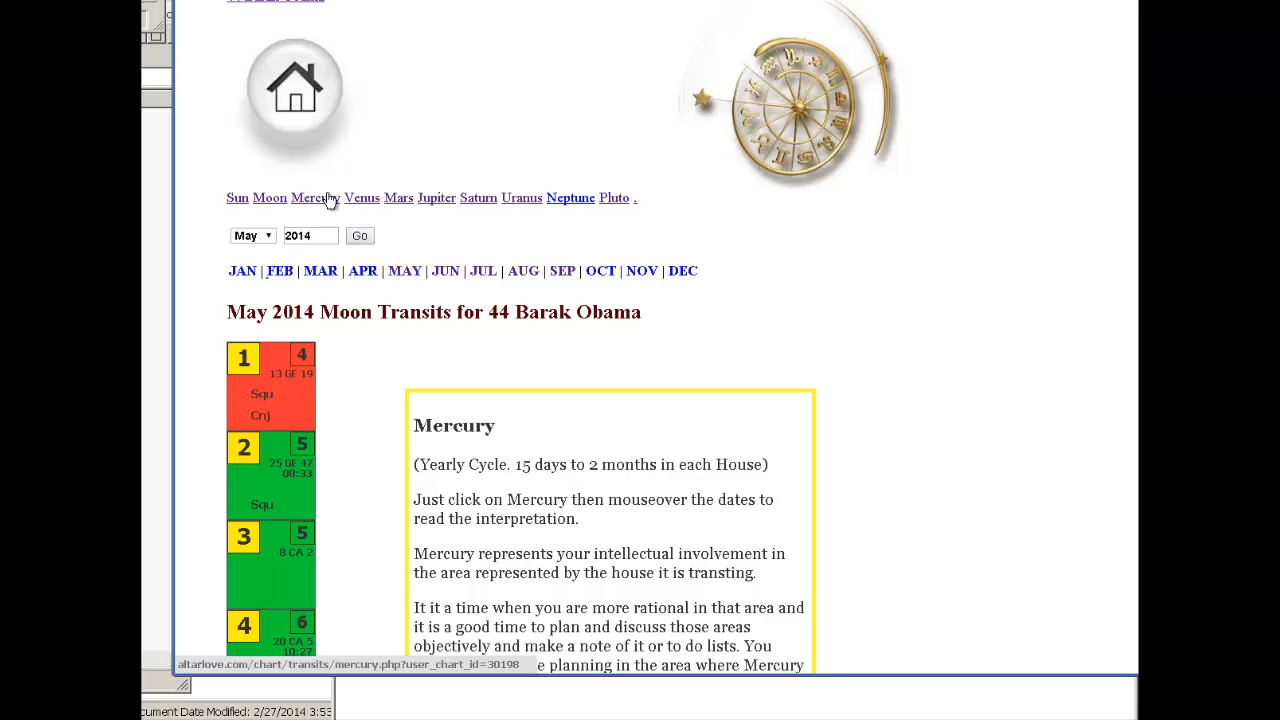 Sun Moon Mercury Venus Mars Jupiter Saturn Uranus Neptune Pluto .
May 2014 Go
JAN | FEB | MAR | APR | MAY | JUN | JUL | AUG | SEP | OCT | NOV | DEC
May 2014 Moon Transits for 44 Barak Obama
1 4
13 GE 19
Squ
Cnj
2 5
25 GE 47
08:33
Squ
3 5
8 CA 2
4 6
20 CA 5
10:27
Mercury
(Yearly Cycle. 15 days to 2 months in each House)
Just click on Mercury then mouseover the dates to
read the interpretation.
Mercury represents your intellectual involvement in
the area represented by the house it is transting.
It it a time when you are more rational in that area and
it is a good time to plan and discuss those areas
objectively and make a note of it or to do lists. You
planning in the area where Mercury
altarlove.com/chart/transits/mercury.php?user_chart_id=30198
cument Date Modified: 2/27/2014 3:53